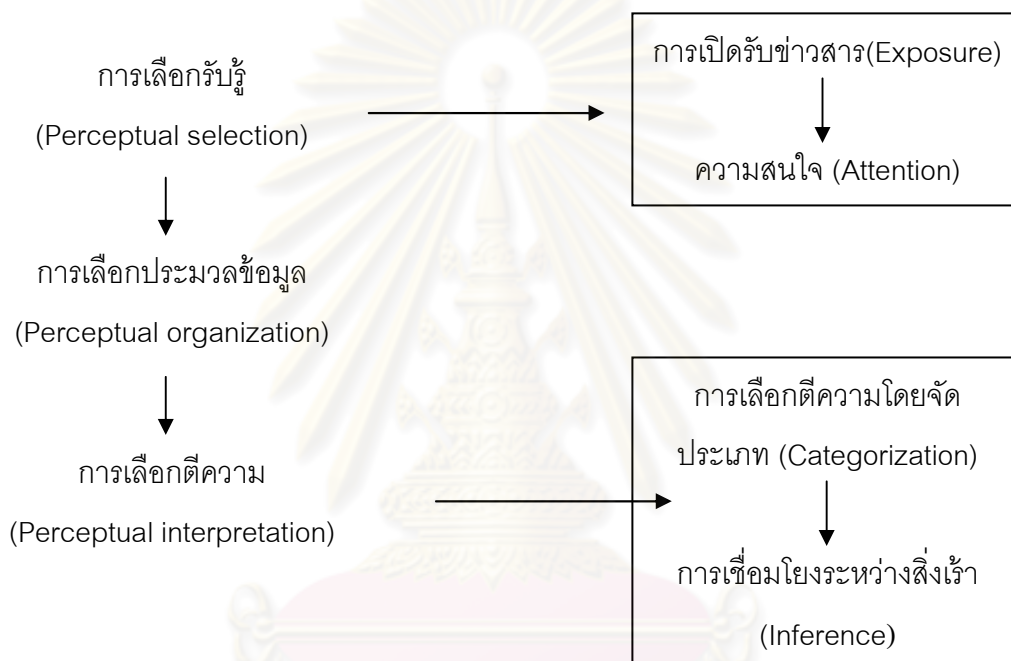 การเลือกรับรู้
(Perceptual selection)
การเปิดรับข่าวสาร(Exposure)
ความสนใจ (Attention)
การเลือกประมวลข้อมูล
(Perceptual organization)
การเลือกตีความ
(Perceptual interpretation)
การเลือกตีความโดยจัด
ประเภท (Categorization)
การเชื่อมโยงระหว่างสิ่งเร้า
(Inference)